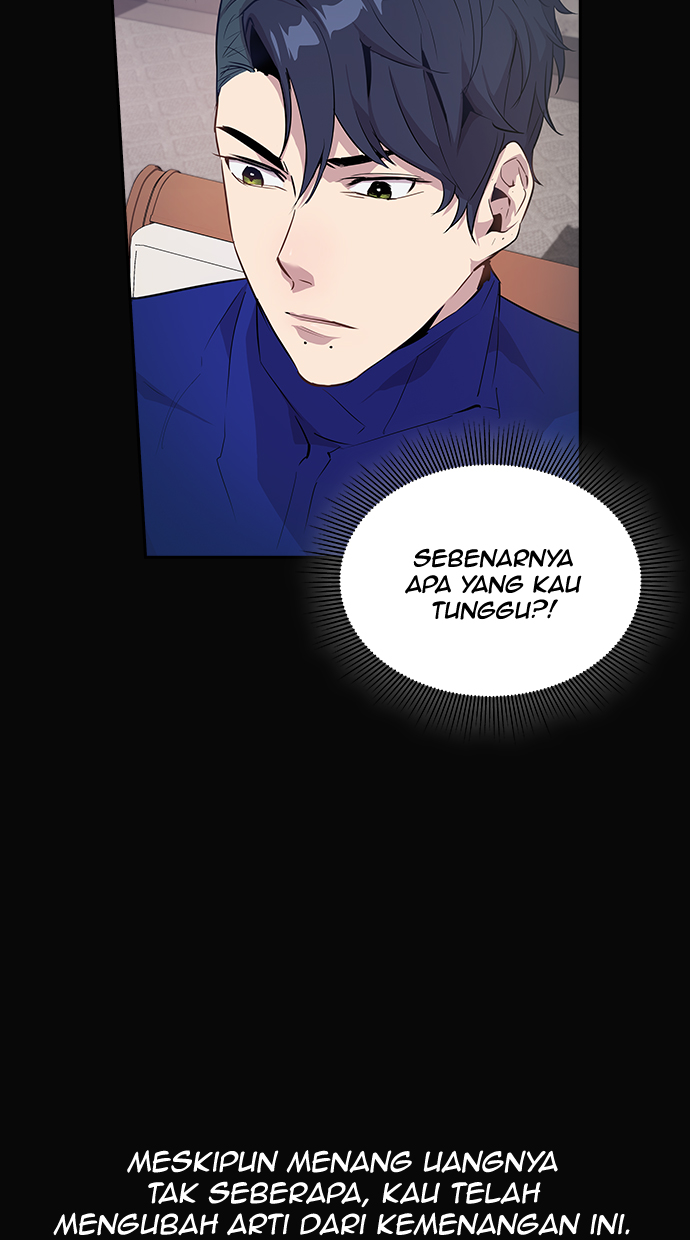 SEBENARNYA
APA YANG KAU
TUNGGU?!
MESKIPUN MENANG UANGNYA
TAK SEBERAPA, KAU TELAH
MENGUBAH ARTI DARI KEMENANGAN INI.